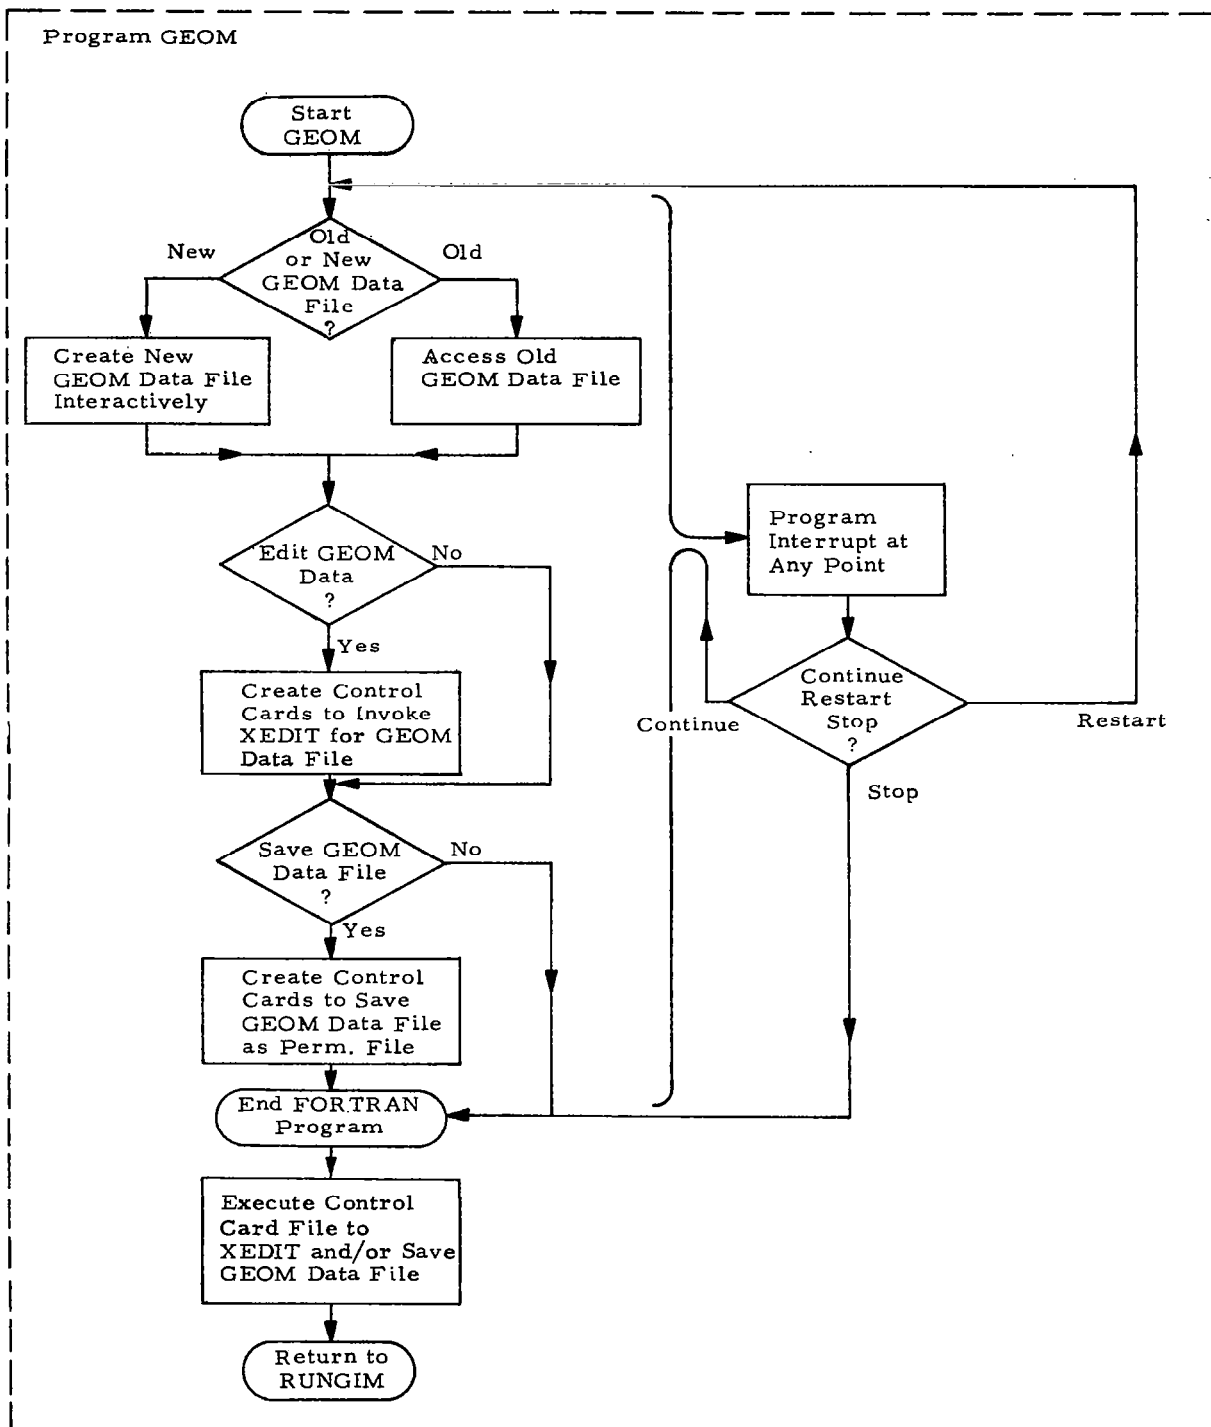 Program GEOM
Start
GEOM
New
Old
or New
GEOM Data
File
?
Old
Create New
GEOM Data File
Interactively
Access Old
GEOM Data File
Edit GEOM
Data
?
No
Yes
Create Control
Cards to Invoke
XEDIT for GEOM
Data File
Save GEOM
Data File
?
No
Yes
Create Control
Cards to Save
GEOM Data File
as Perm. File
End FORTRAN
Program
Execute Control
Card File to
XEDIT and/or Save
GEOM Data File
Return to
RUNGIM
Program
Interrupt at
Any Point
Continue
Restart
Stop
?
Continue
Restart
Stop